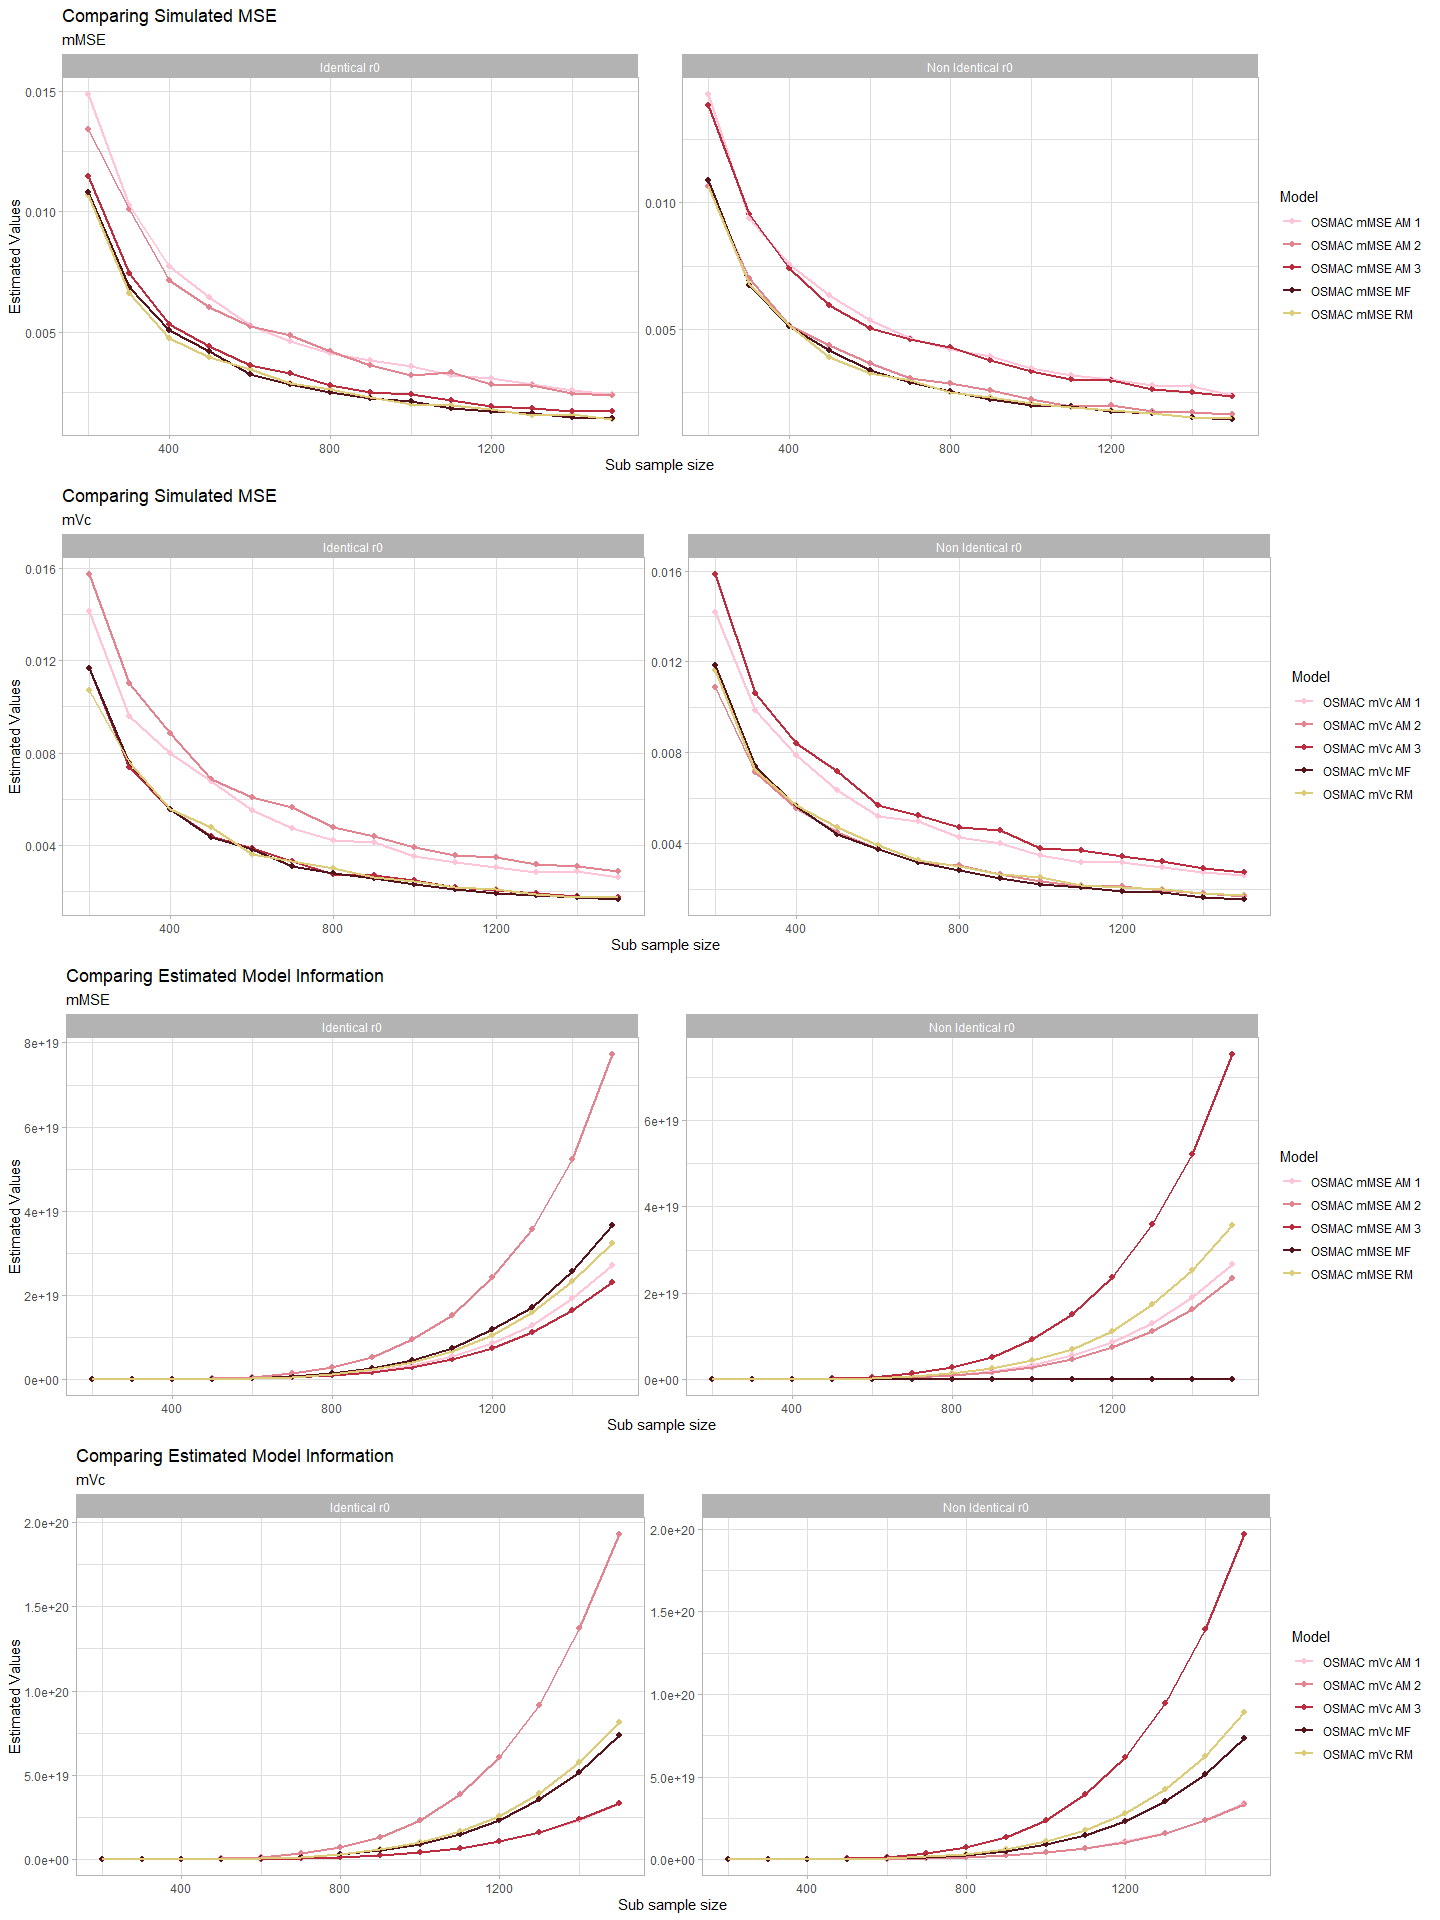 Comparing Simulated MSE
mMSE
Identical r0
Non Identical r0
0.015
0.010
0.005
0.010
0.005
Estimated Values
400
800
1200
400
800
1200
Sub sample size
Model
OSMAC mMSE AM 1
OSMAC mMSE AM 2
OSMAC mMSE AM 3
OSMAC mMSE MF
OSMAC mMSE RM
Comparing Simulated MSE
mVc
Identical r0
Non Identical r0
0.016
0.012
0.008
0.004
0.016
0.012
0.008
0.004
Estimated Values
400
800
1200
400
800
1200
Sub sample size
Model
OSMAC mVc AM 1
OSMAC mVc AM 2
OSMAC mVc AM 3
OSMAC mVc MF
OSMAC mVc RM
Comparing Estimated Model Information
mMSE
Identical r0
Non Identical r0
8e+19
6e+19
4e+19
2e+19
0e+00
6e+19
4e+19
2e+19
0e+00
Estimated Values
400
800
1200
400
800
1200
Sub sample size
Model
OSMAC mMSE AM 1
OSMAC mMSE AM 2
OSMAC mMSE AM 3
OSMAC mMSE MF
OSMAC mMSE RM
Comparing Estimated Model Information
mVc
Identical r0
Non Identical r0
2.0e+20
1.5e+20
1.0e+20
5.0e+19
0.0e+00
2.0e+20
1.5e+20
1.0e+20
5.0e+19
0.0e+00
Estimated Values
400
800
1200
400
800
1200
Sub sample size
Model
OSMAC mVc AM 1
OSMAC mVc AM 2
OSMAC mVc AM 3
OSMAC mVc MF
OSMAC mVc RM